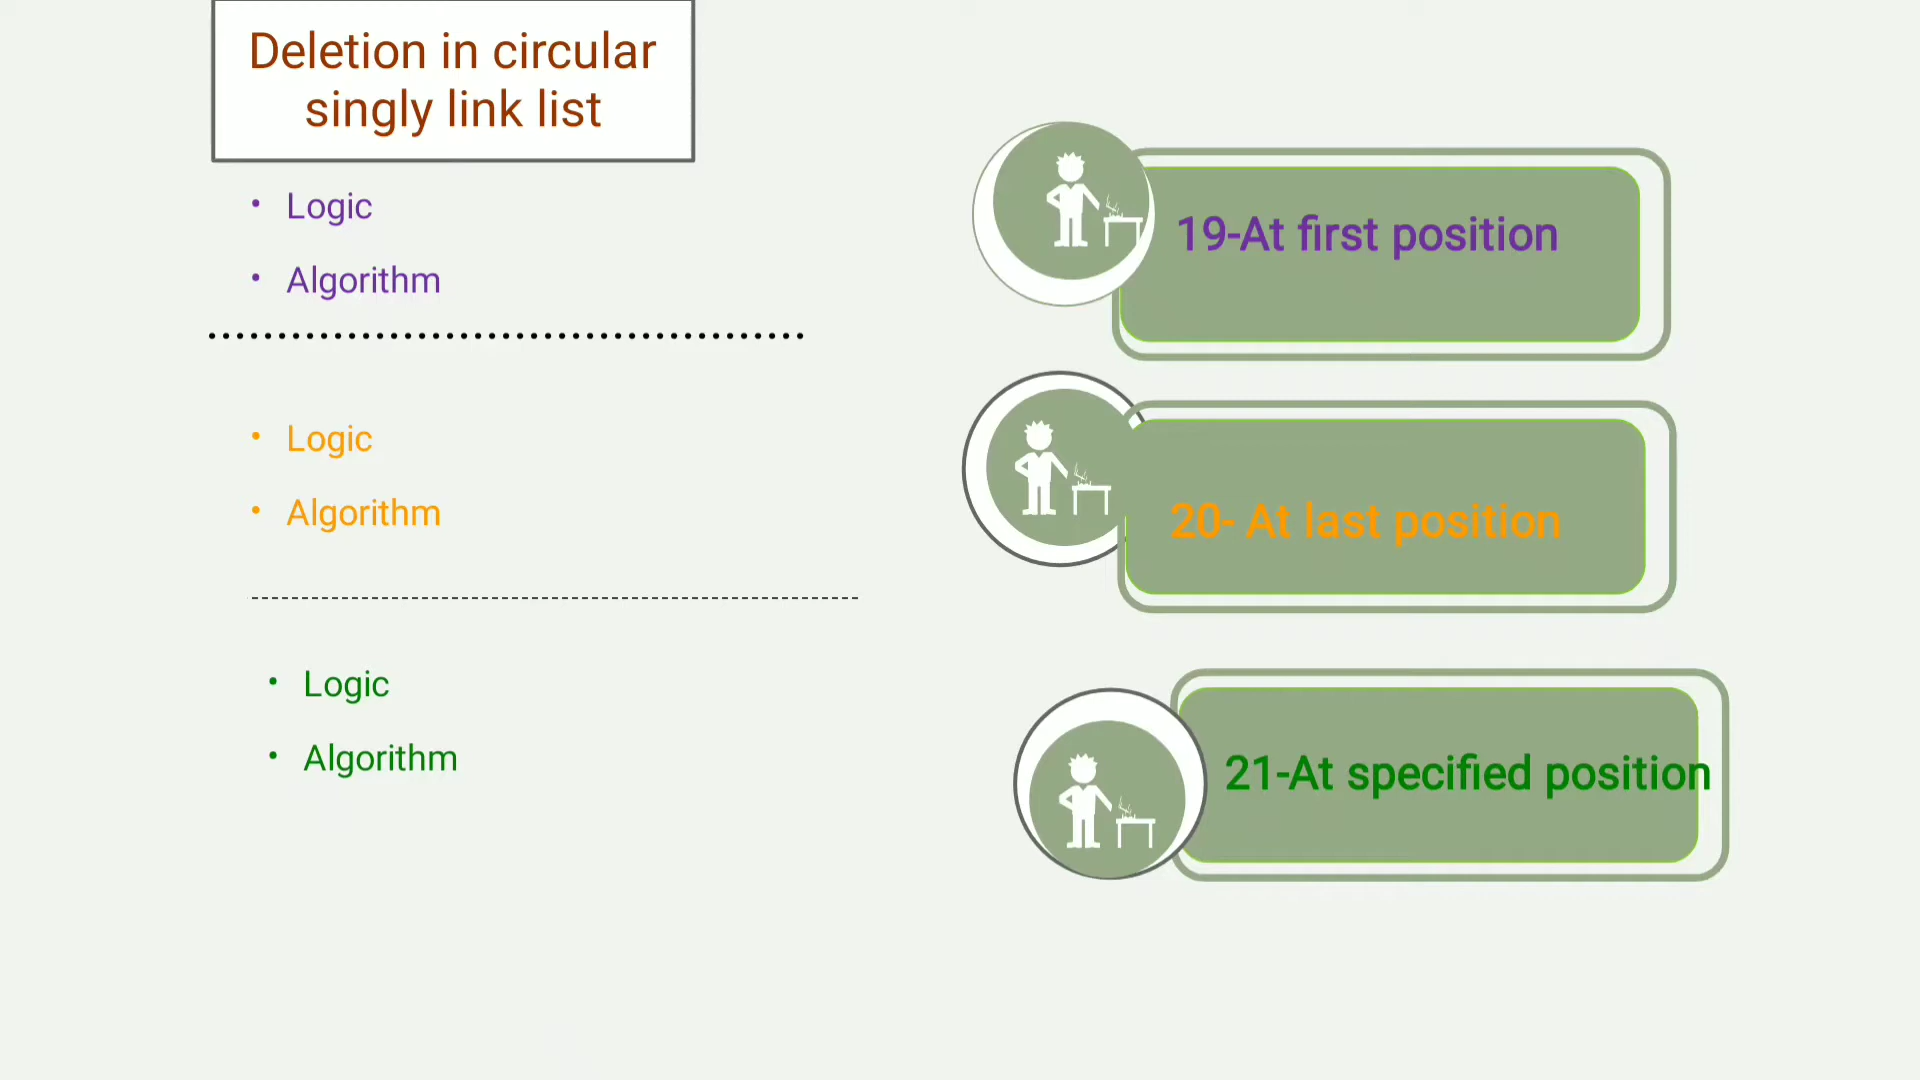 Deletion in circular
singly link list
• Logic
• Algorithm
19-At first position
• Logic
• Algorithm
20- At last position
• Logic
• Algorithm
21-At specified position